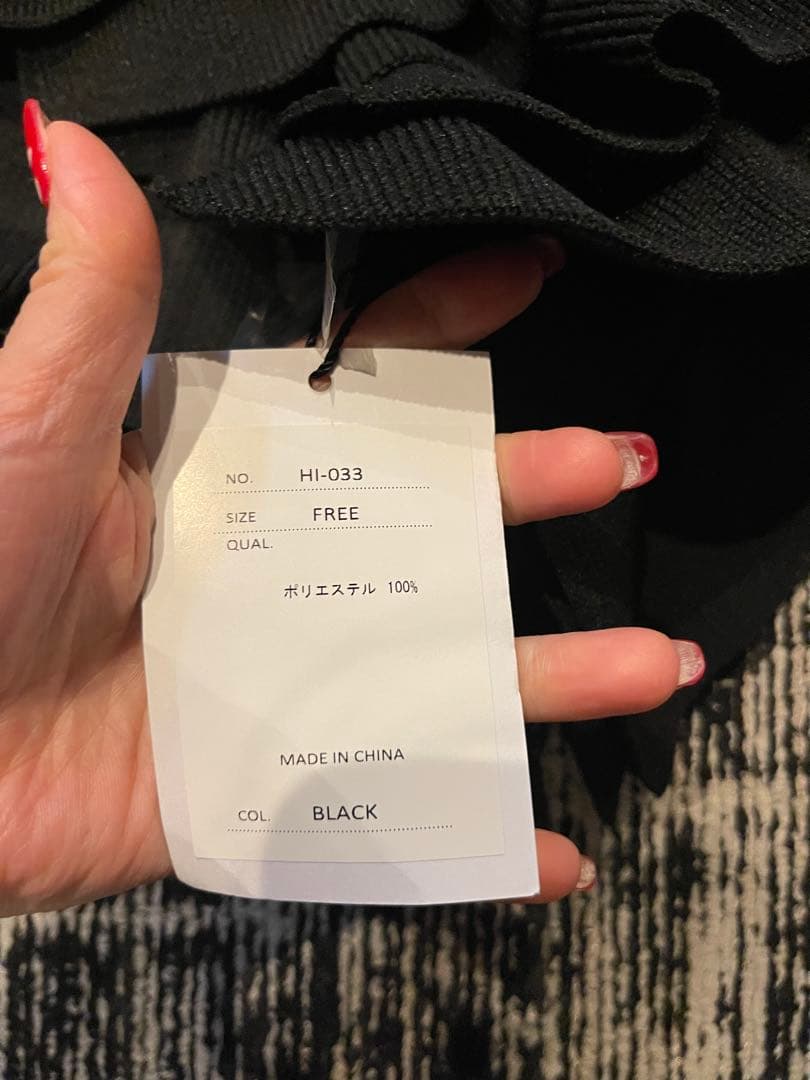 NO. HI-033
SIZE FREE
QUAL.
ポリエステル 100%
MADE IN CHINA
COL. BLACK